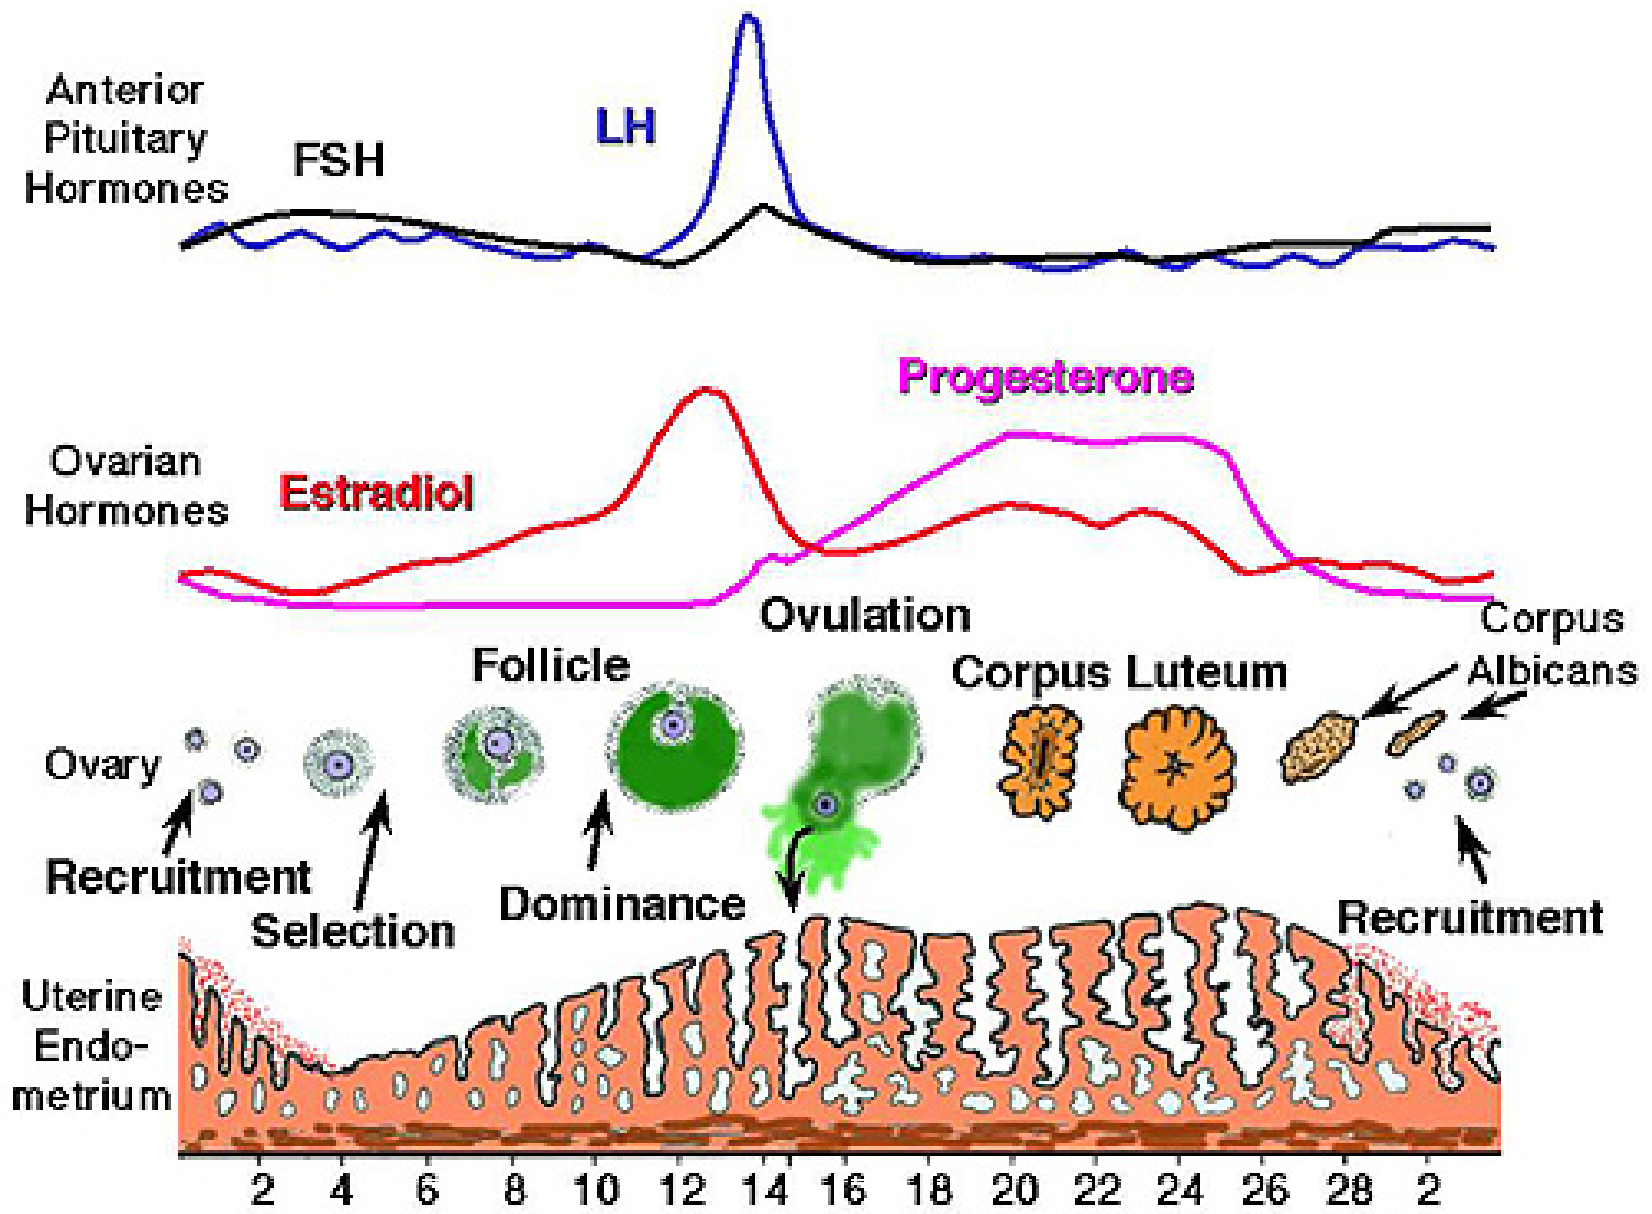 Anterior
Pituitary
Hormones
FSH
LH
Progesterone
Ovarian
Hormones
Estradiol
Ovulation
Corpus
Albicans
Follicle
Corpus Luteum
Ovary
Recruitment
Selection
Dominance
Recruitment
Uterine
Endo-
metrium
2 4 6 8 10 12 14 16 18 20 22 24 26 28 2